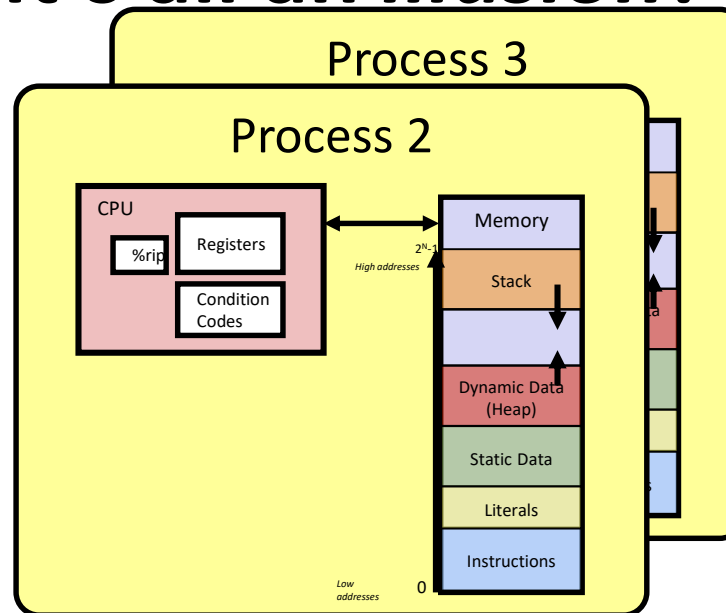 Process 3
Process 2
CPU
%rip
Registers
Condition
Codes
Memory
2ᴺ-1
High addresses
Stack
Dynamic Data
(Heap)
Static Data
Literals
Instructions
Low
addresses
0